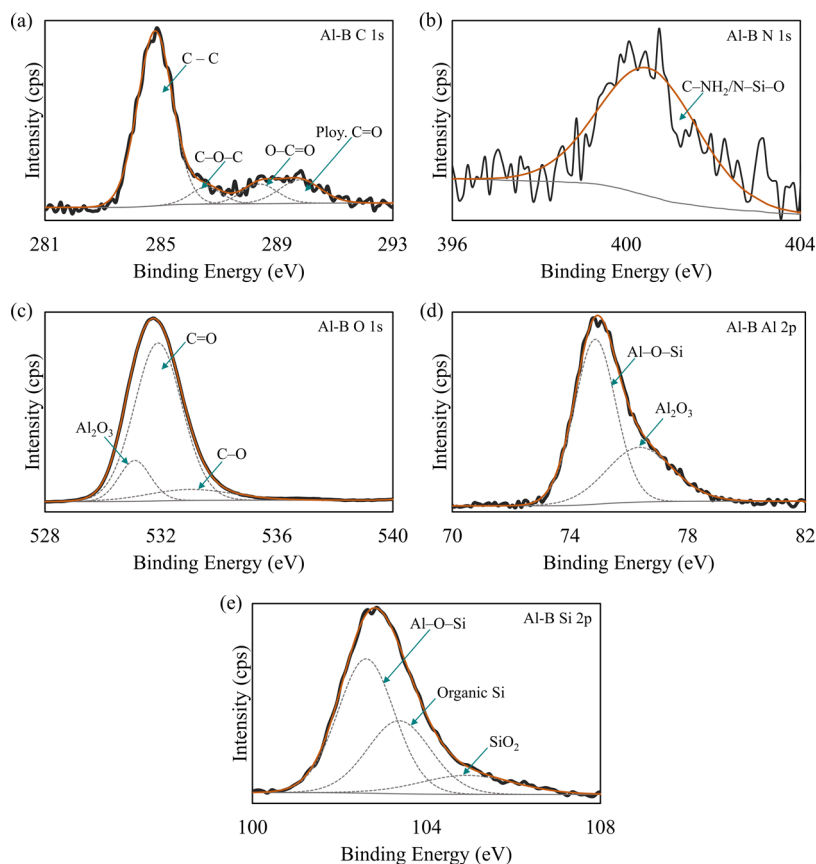 (a)
Al-B C 1s
C – C
C–O–C
O–C=O
Ploy. C=O
Intensity (cps)
281 285 289 293
Binding Energy (eV)
(b)
Al-B N 1s
C–NH₂/N–Si–O
Intensity (cps)
396 400 404
Binding Energy (eV)
(c)
Al-B O 1s
C=O
Al₂O₃
C–O
Intensity (cps)
528 532 536 540
Binding Energy (eV)
(d)
Al-B Al 2p
Al–O–Si
Al₂O₃
Intensity (cps)
70 74 78 82
Binding Energy (eV)
(e)
Al-B Si 2p
Al–O–Si
Organic Si
SiO₂
Intensity (cps)
100 104 108
Binding Energy (eV)